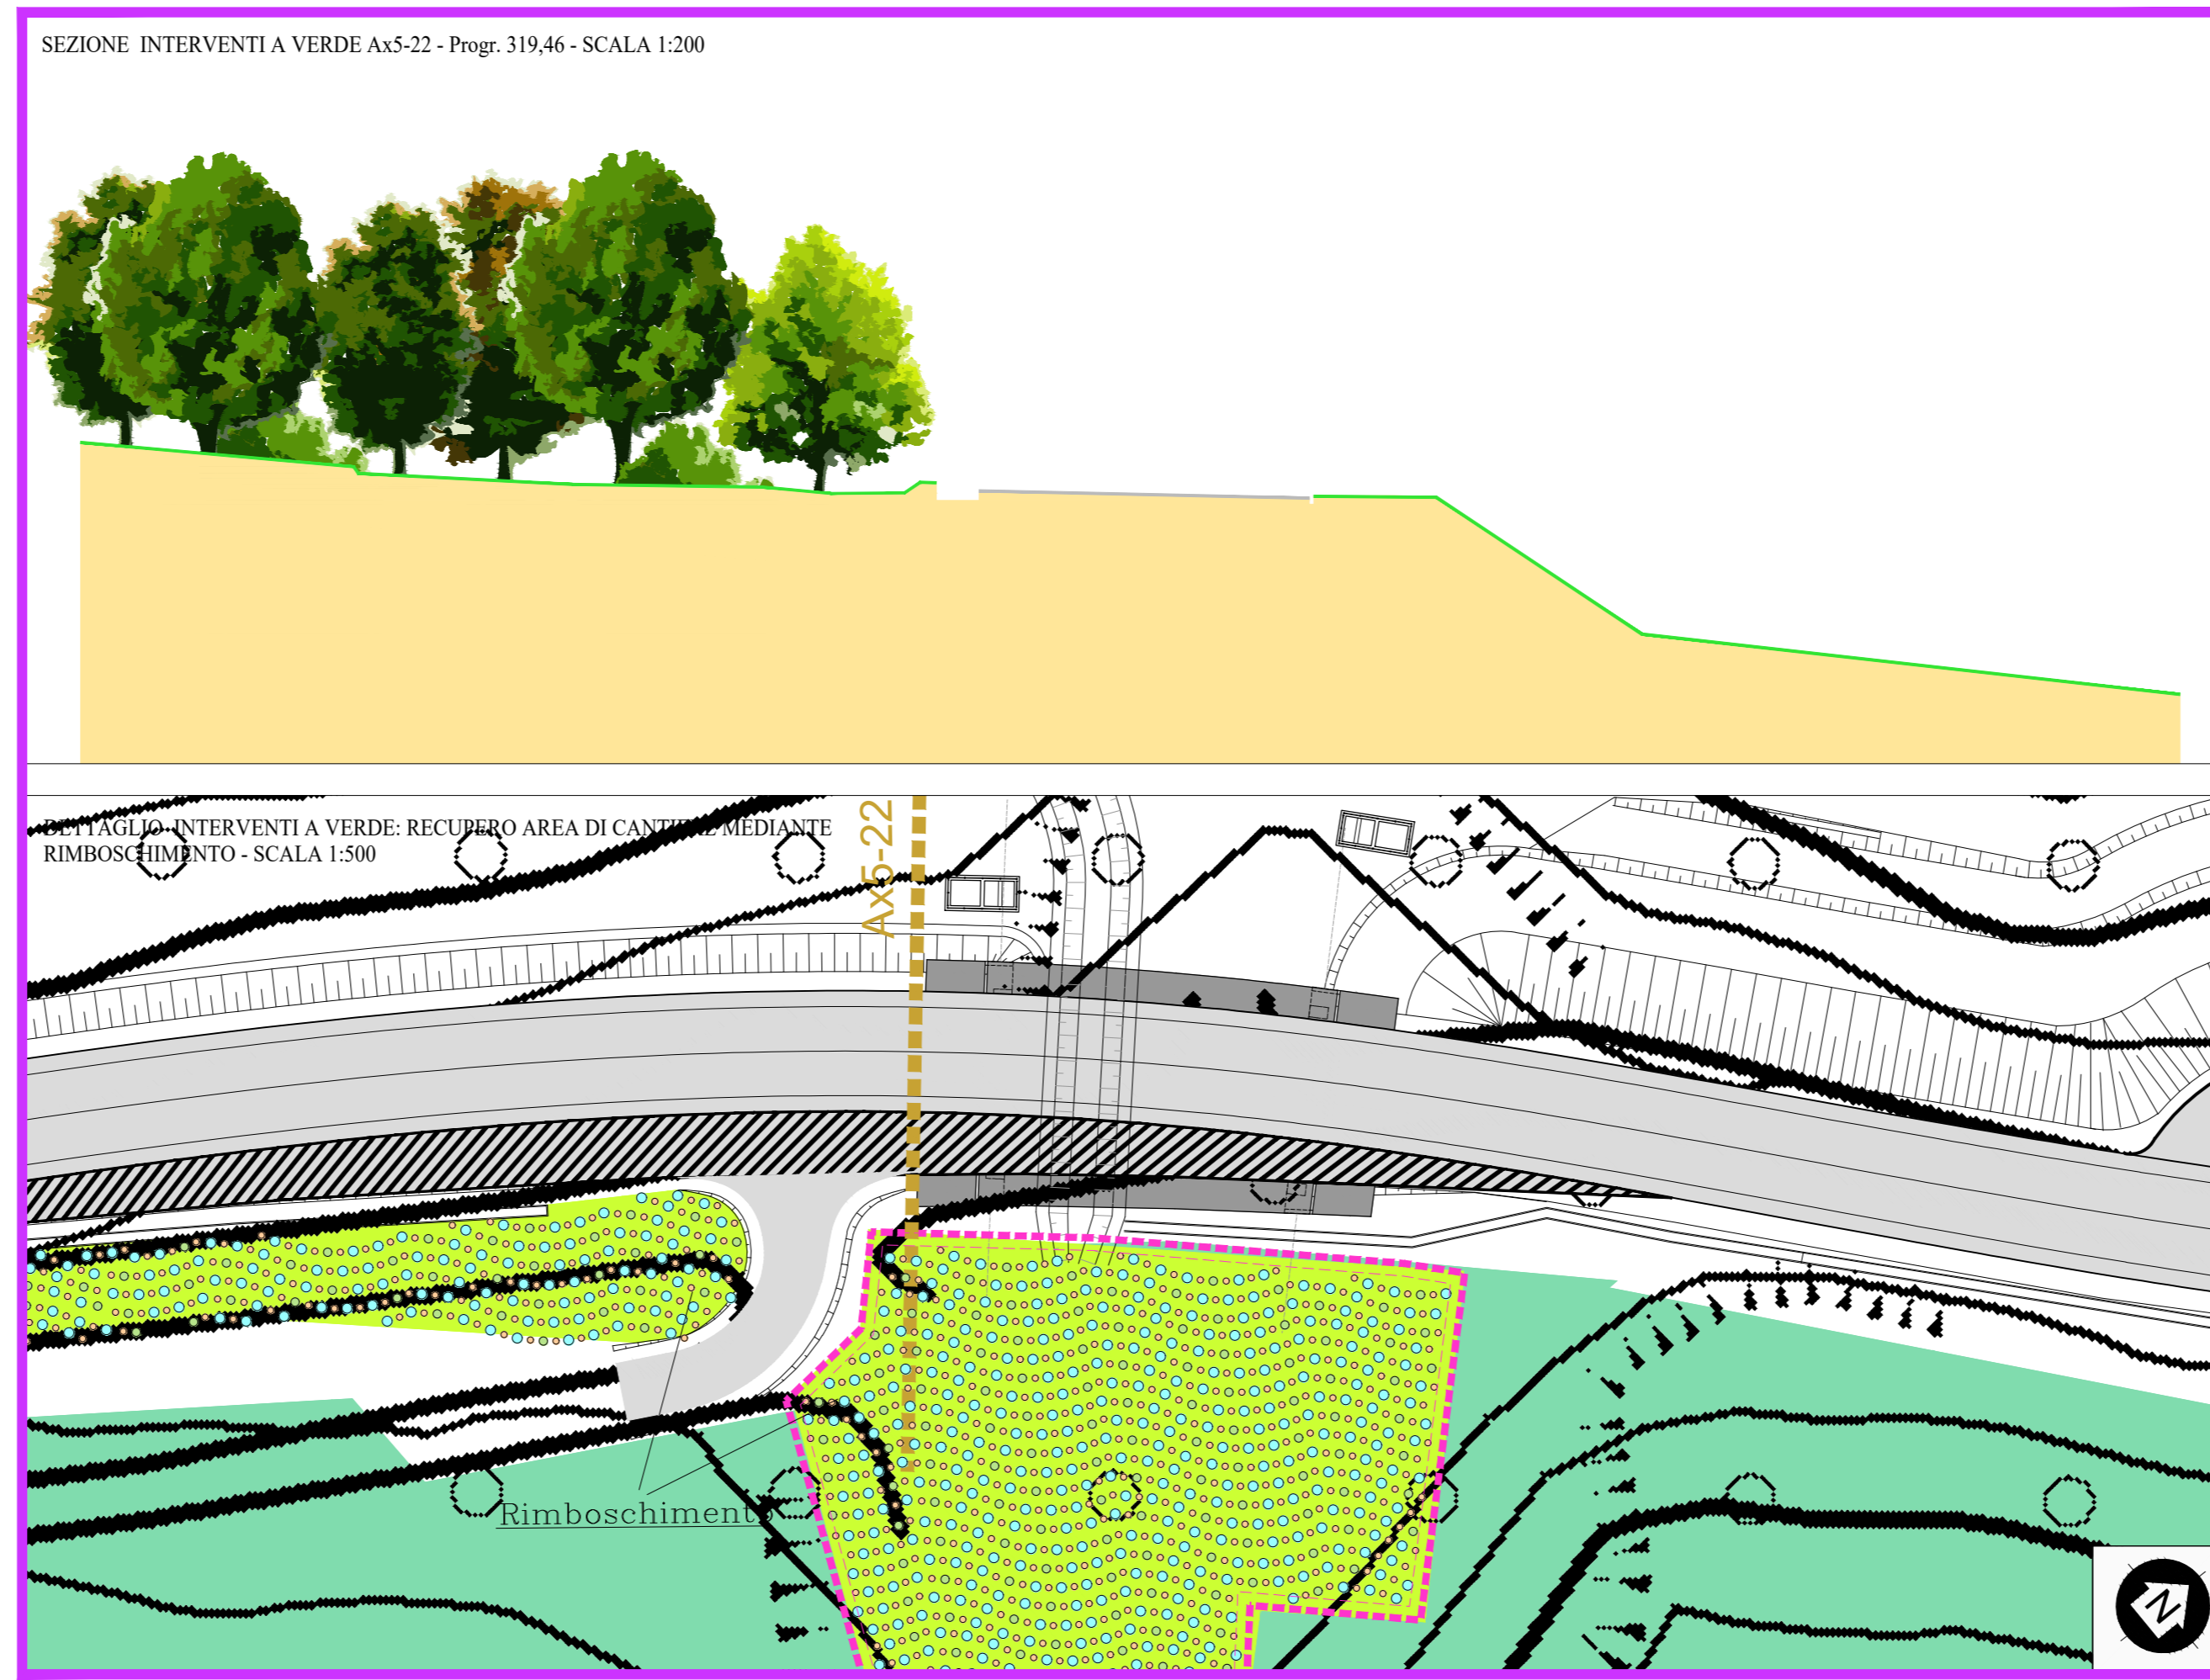 SEZIONE INTERVENTI A VERDE Ax5-22 - Progr. 319,46 - SCALA 1:200
DETTAGLIO INTERVENTI A VERDE: RECUPERO AREA DI CANTIERE MEDIANTE
RIMBOSCHIMENTO - SCALA 1:500
Ax5-22
Rimboschimento
N